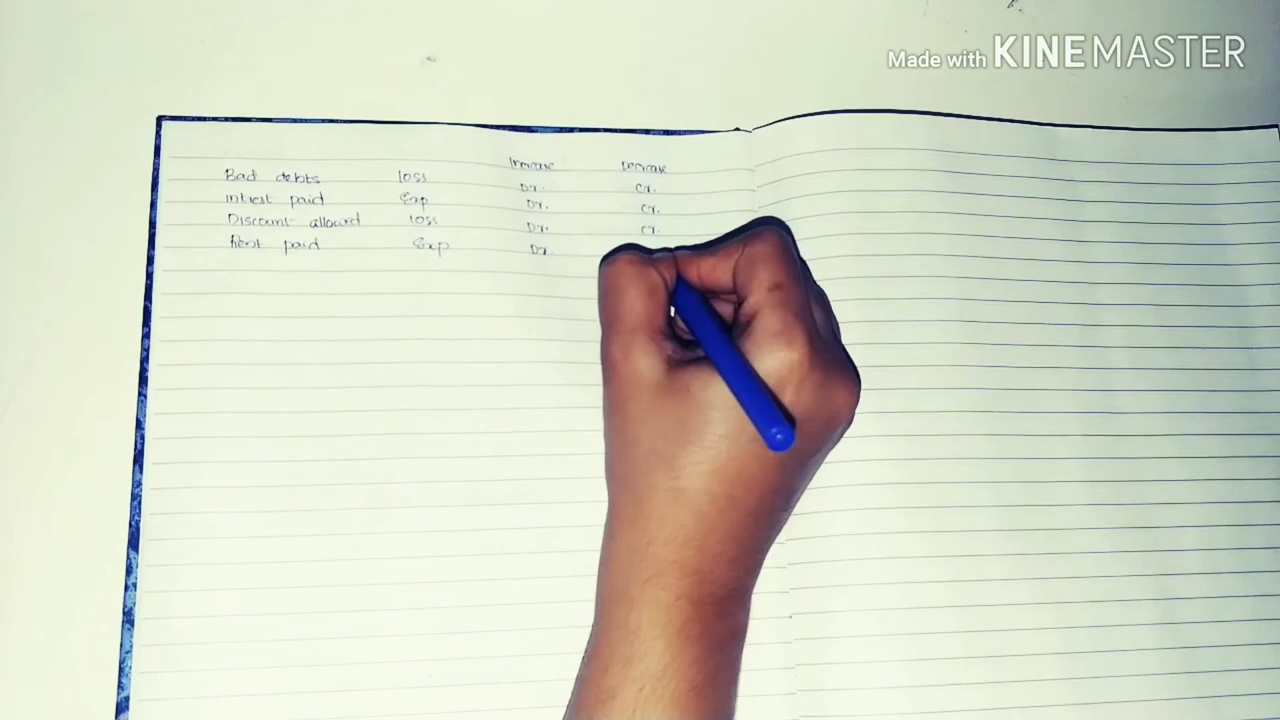 Made with KINEMASTER
Increase Decrease
Bad debts loss Dr. Cr.
Intrest paid Exp Dr. Cr.
Discount allowed loss Dr. Cr.
Rent paid Exp Dr.